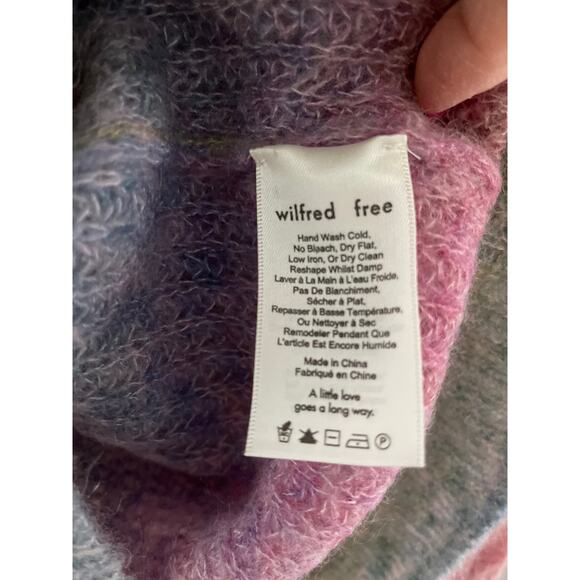 wilfred free
Hand Wash Cold,
No Bleach, Dry Flat,
Low Iron, Or Dry Clean
Reshape Whilst Damp
Laver à La Main à L'eau Froide,
Pas De Blanchiment,
Sécher à Plat,
Repasser à Basse Température,
Ou Nettoyer à Sec
Remodeler Pendant Que
L'article Est Encore Humide
Made in China
Fabriqué en Chine
A little love
goes a long way.
P